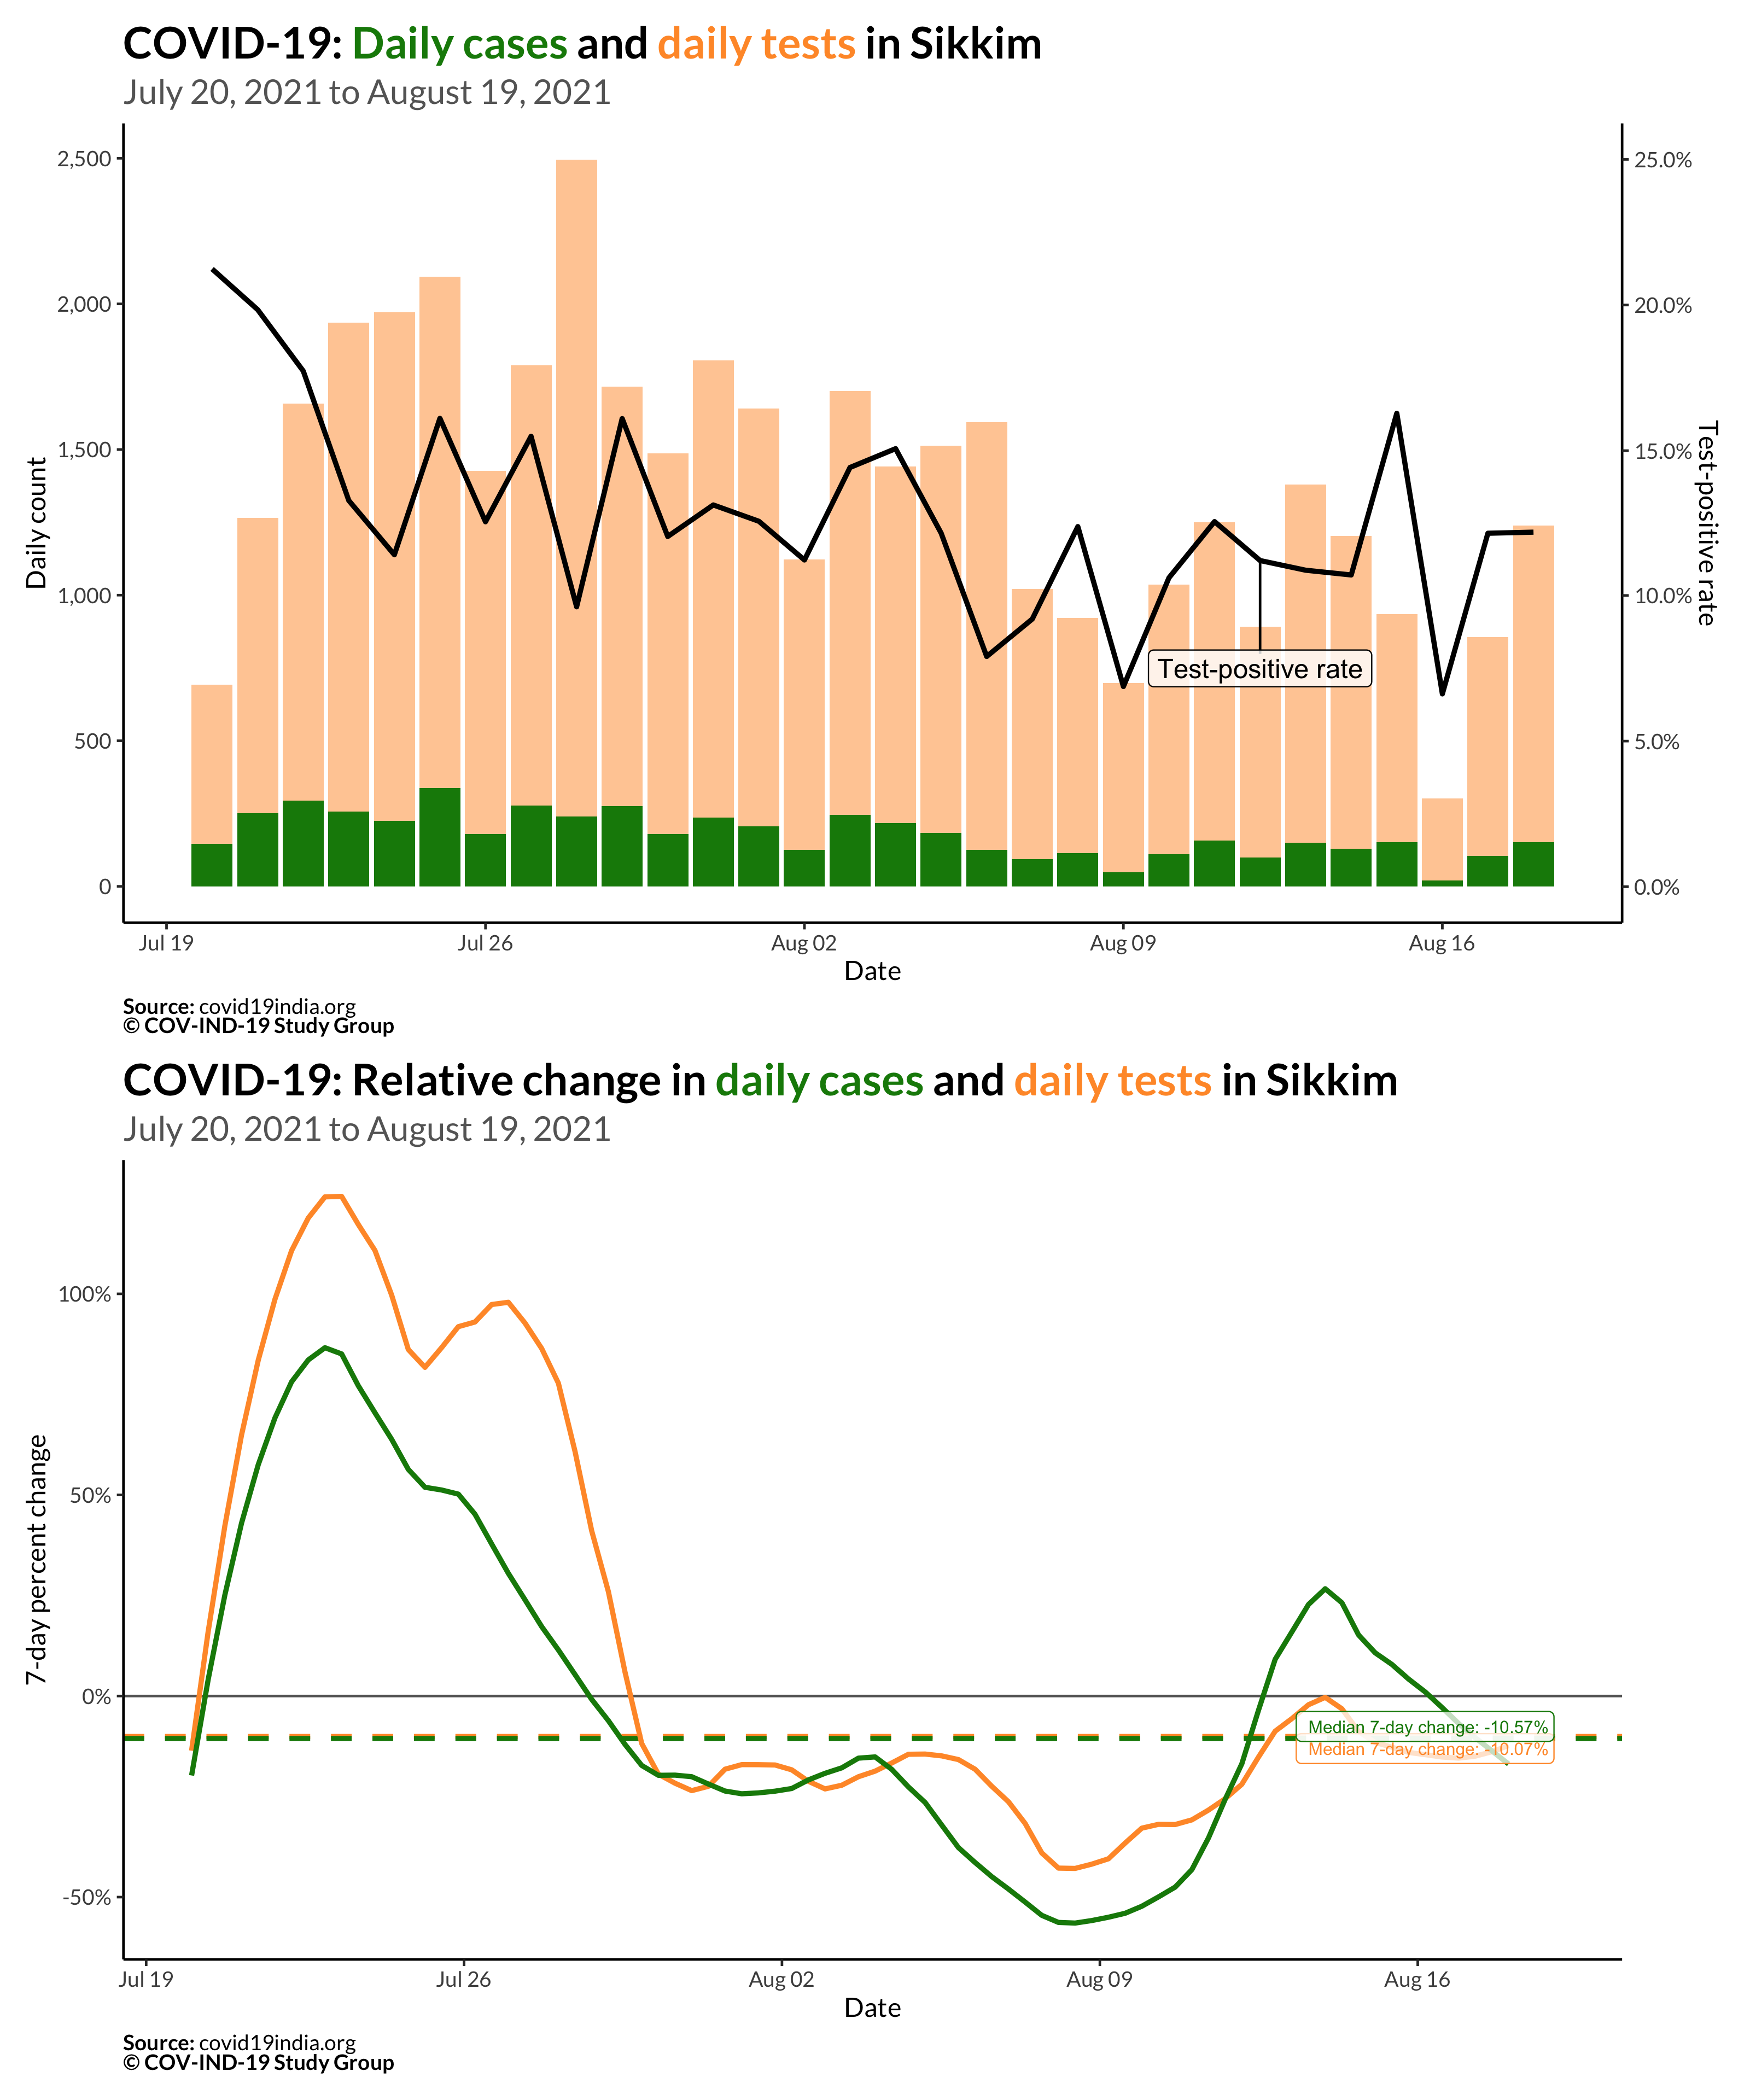 COVID-19: Daily cases and daily tests in Sikkim
July 20, 2021 to August 19, 2021
2,500
2,000
1,500
1,000
500
0
Daily count
25.0%
20.0%
15.0%
10.0%
5.0%
0.0%
Test-positive rate
Test-positive rate
Jul 19
Jul 26
Aug 02
Aug 09
Aug 16
Date
Source: covid19india.org
© COV-IND-19 Study Group
COVID-19: Relative change in daily cases and daily tests in Sikkim
July 20, 2021 to August 19, 2021
100%
50%
0%
-50%
7-day percent change
Median 7-day change: -10.57%
Median 7-day change: -10.07%
Jul 19
Jul 26
Aug 02
Aug 09
Aug 16
Date
Source: covid19india.org
© COV-IND-19 Study Group